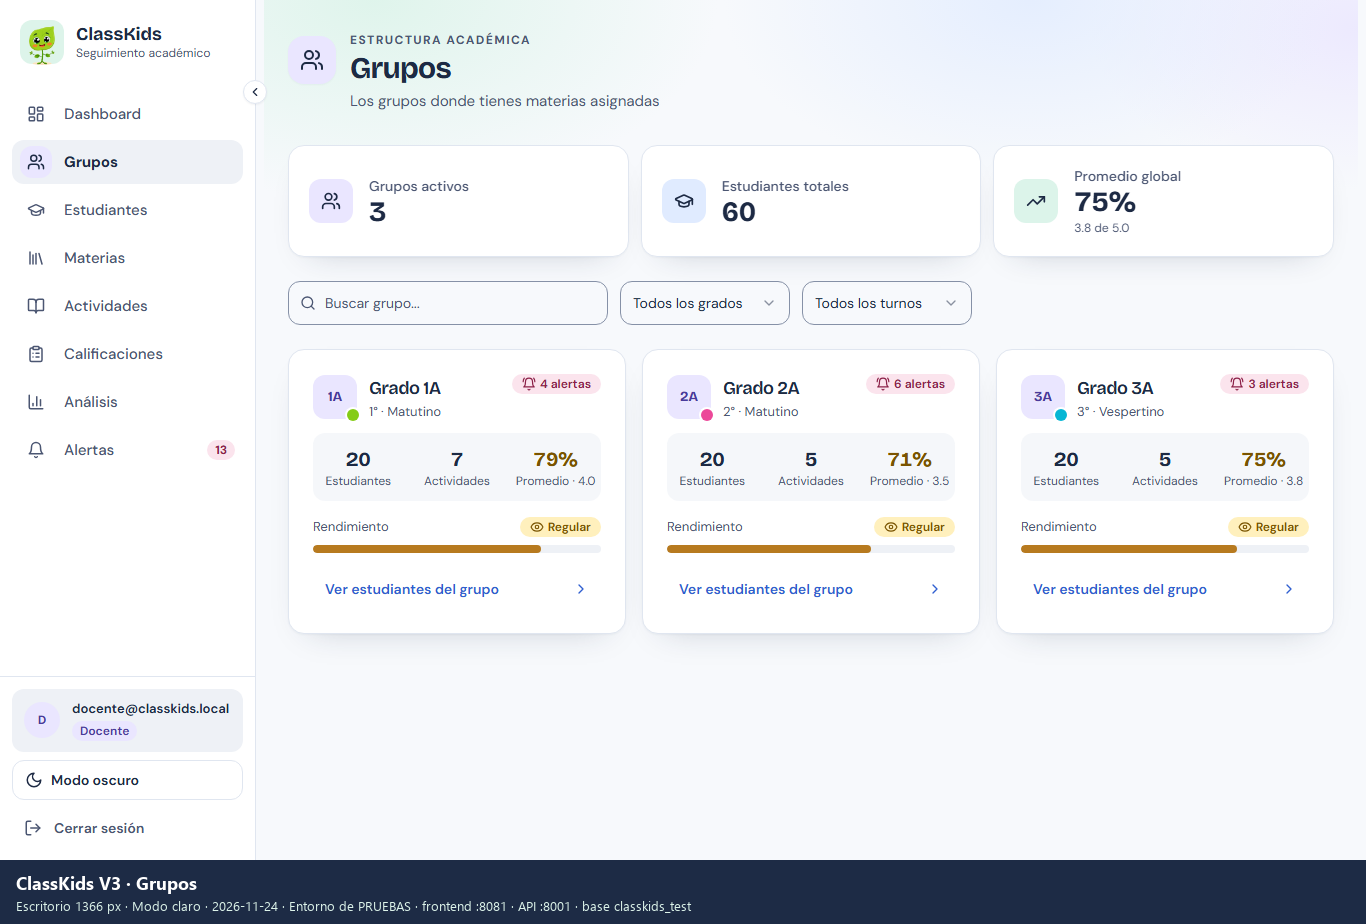 ClassKids
Seguimiento académico
Dashboard
Grupos
Estudiantes
Materias
Actividades
Calificaciones
Análisis
Alertas 13
D
docente@classkids.local
Docente
Modo oscuro
Cerrar sesión
ESTRUCTURA ACADÉMICA
Grupos
Los grupos donde tienes materias asignadas
Grupos activos
3
Estudiantes totales
60
Promedio global
75%
3.8 de 5.0
Buscar grupo... Todos los grados Todos los turnos
1A
Grado 1A
4 alertas
1° · Matutino
20 7 79%
Estudiantes Actividades Promedio · 4.0
Rendimiento Regular
Ver estudiantes del grupo
2A
Grado 2A
6 alertas
2° · Matutino
20 5 71%
Estudiantes Actividades Promedio · 3.5
Rendimiento Regular
Ver estudiantes del grupo
3A
Grado 3A
3 alertas
3° · Vespertino
20 5 75%
Estudiantes Actividades Promedio · 3.8
Rendimiento Regular
Ver estudiantes del grupo
ClassKids V3 · Grupos
Escritorio 1366 px · Modo claro · 2026-11-24 · Entorno de PRUEBAS · frontend :8081 · API :8001 · base classkids_test